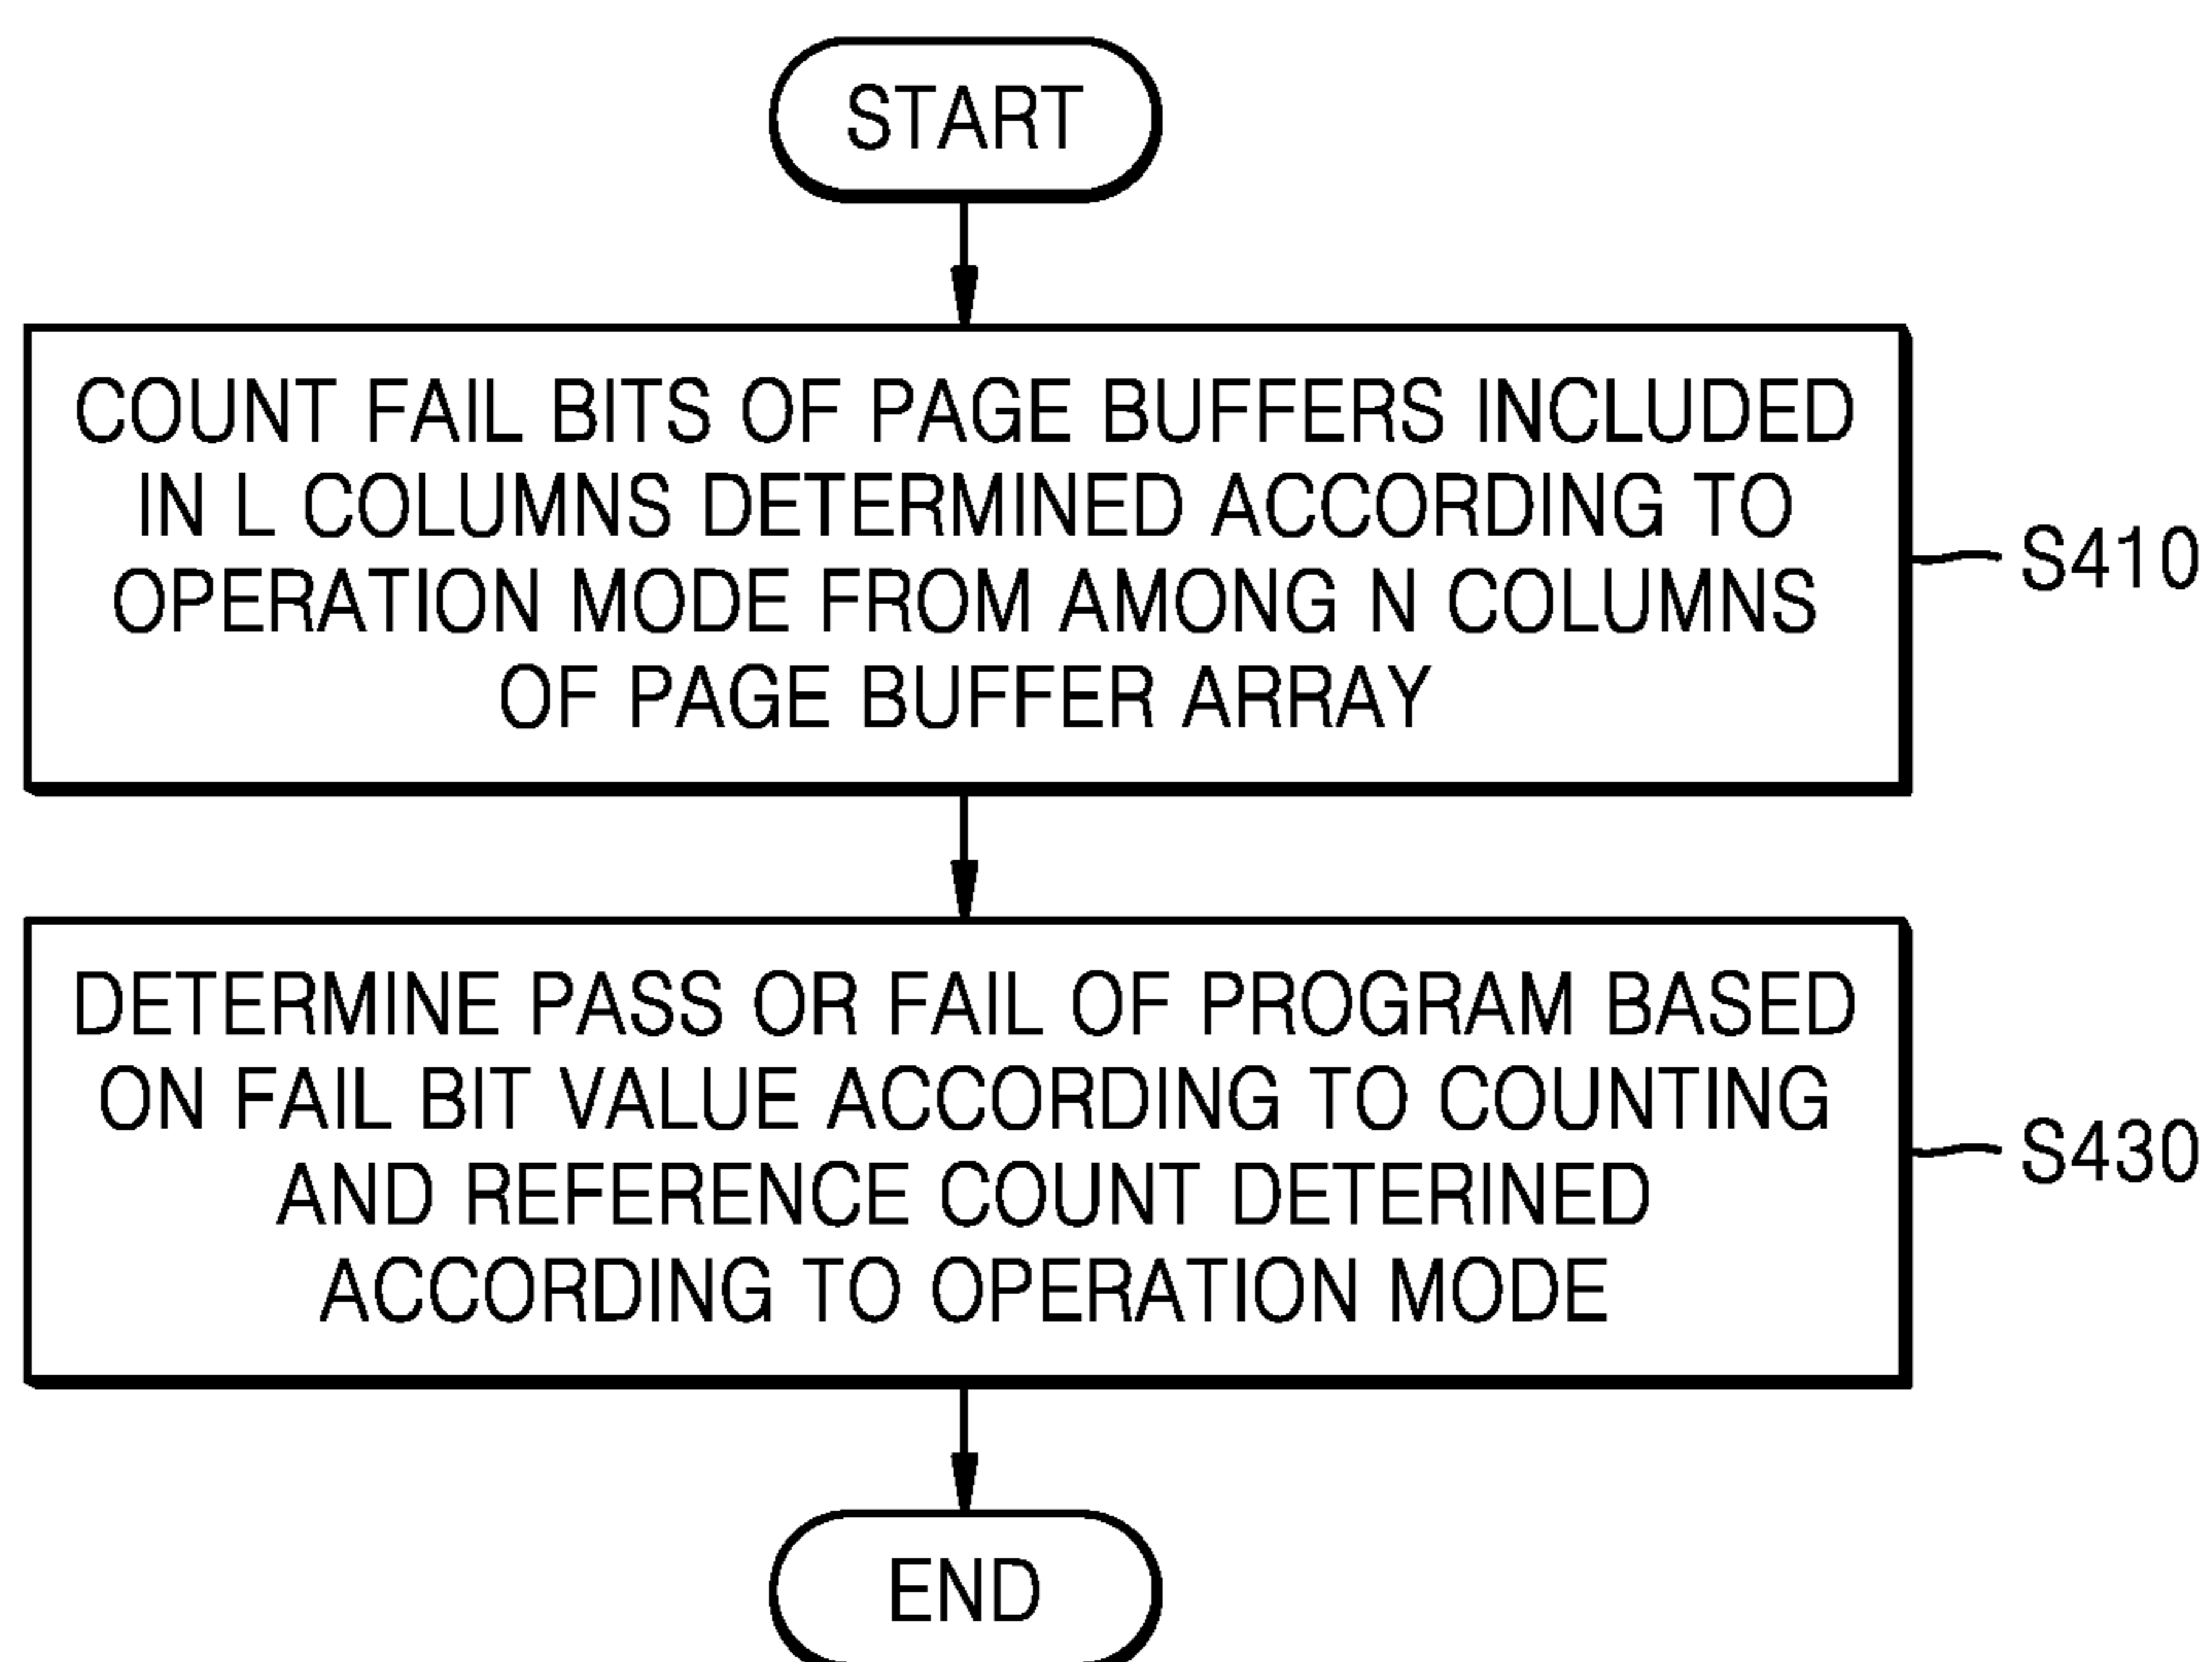 START
COUNT FAIL BITS OF PAGE BUFFERS INCLUDED
IN L COLUMNS DETERMINED ACCORDING TO
OPERATION MODE FROM AMONG N COLUMNS
OF PAGE BUFFER ARRAY
S410
DETERMINE PASS OR FAIL OF PROGRAM BASED
ON FAIL BIT VALUE ACCORDING TO COUNTING
AND REFERENCE COUNT DETERINED
ACCORDING TO OPERATION MODE
S430
END